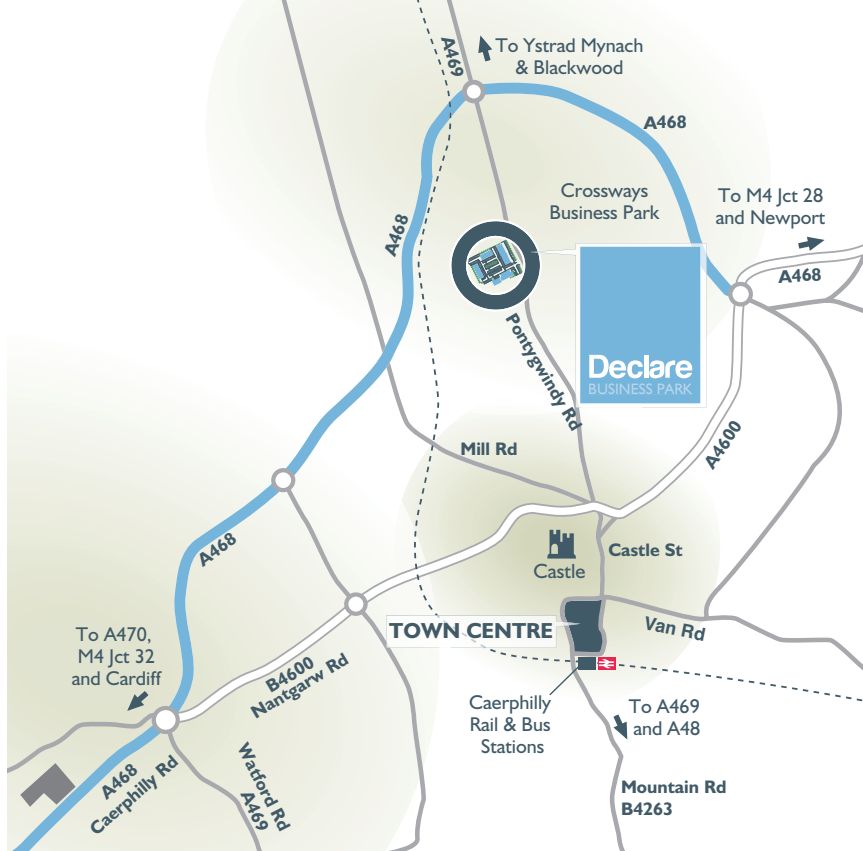 A469
To Ystrad Mynach
& Blackwood
A468
Crossways
Business Park
To M4 Jct 28
and Newport
A468
A468
Pontygwindy Rd
Declare
BUSINESS PARK
Mill Rd
A4600
A468
Castle
Castle St
TOWN CENTRE
Van Rd
To A470,
M4 Jct 32
and Cardiff
B4600
Nantgarw Rd
Caerphilly
Rail & Bus
Stations
To A469
and A48
A468
Caerphilly Rd
Watford Rd
A469
Mountain Rd
B4263